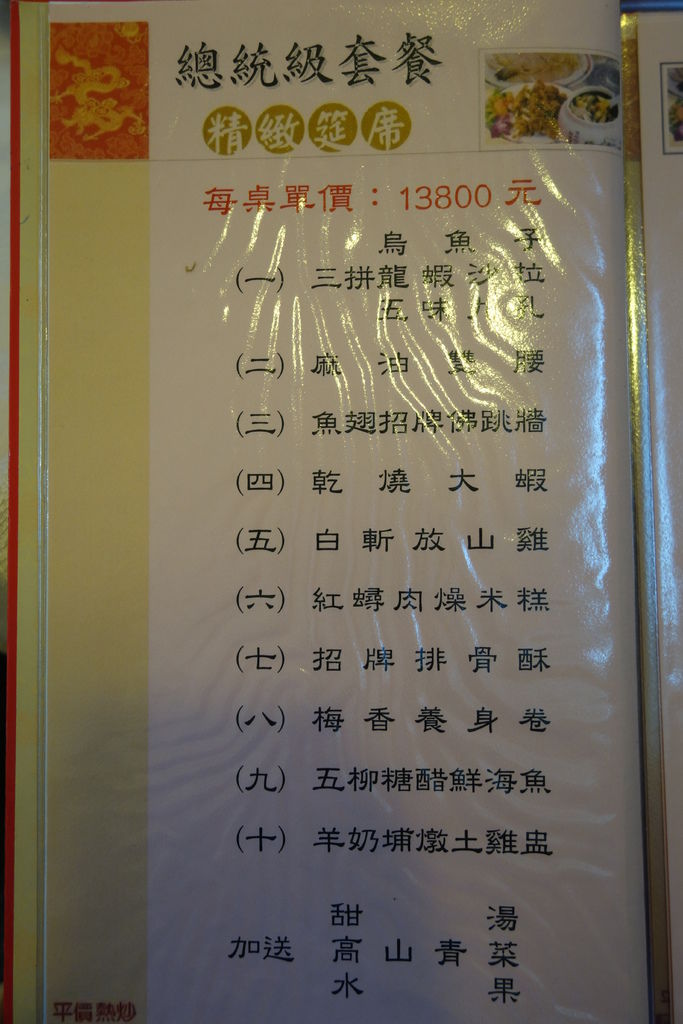 總統級套餐
精緻筵席
每桌單價：13800元
烏魚子
(一) 三拼龍蝦沙拉
五味九孔
(二) 麻油雙腰
(三) 魚翅招牌佛跳牆
(四) 乾燒大蝦
(五) 白斬放山雞
(六) 紅蟳肉燥米糕
(七) 招牌排骨酥
(八) 梅香養身卷
(九) 五柳糖醋鮮海魚
(十) 羊奶埔燉土雞盅
甜湯
加送 高山青菜
水果
平價熱炒